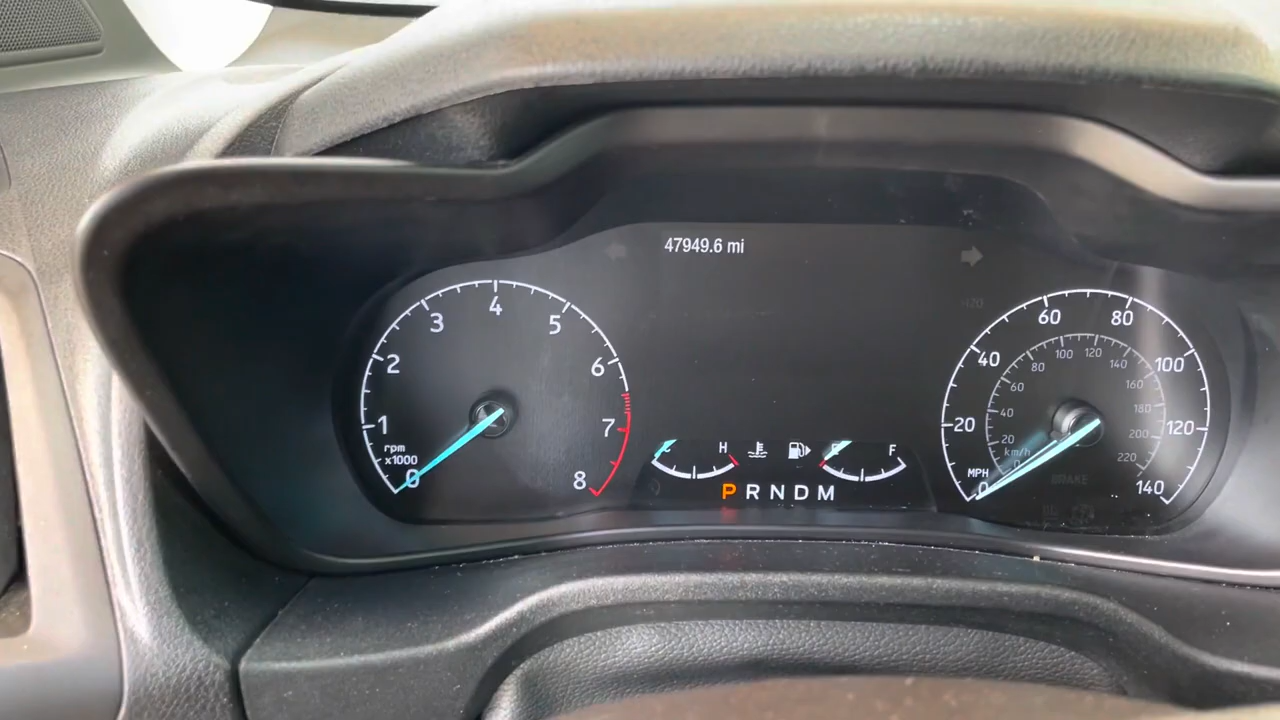 47949.6 mi
0 1 2 3 4 5 6 7 8
rpm
x1000
C H
E F
P R N D M
0 20 40 60 80 100 120 140
MPH
0 20 40 60 80 100 120 140 160 180 200 220
km/h
BRAKE